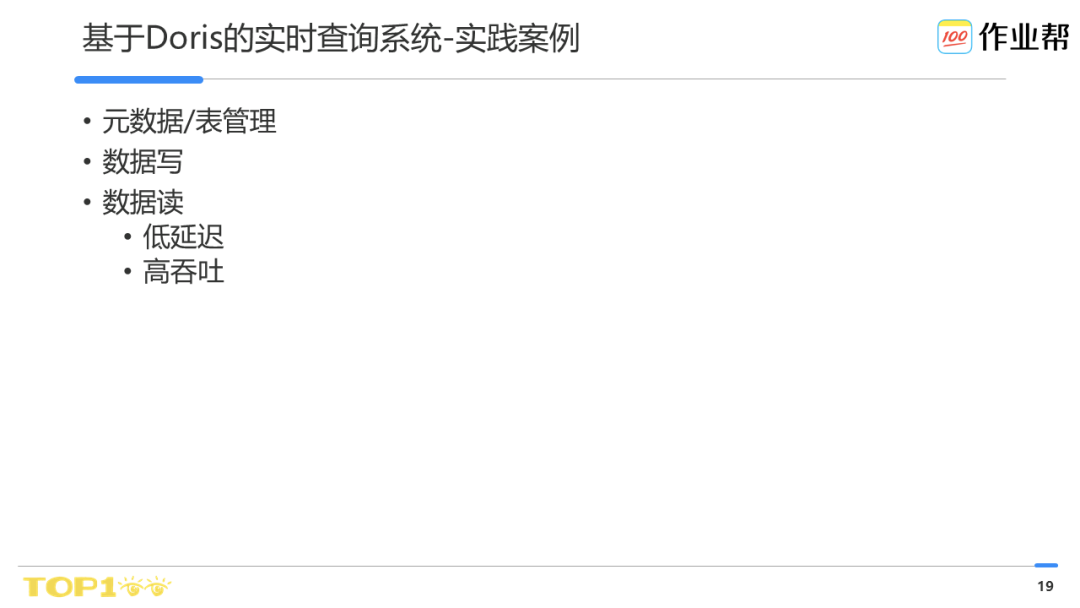 基于Doris的实时查询系统-实践案例
100 作业帮
• 元数据/表管理
• 数据写
• 数据读
• 低延迟
• 高吞吐
TOP100
19